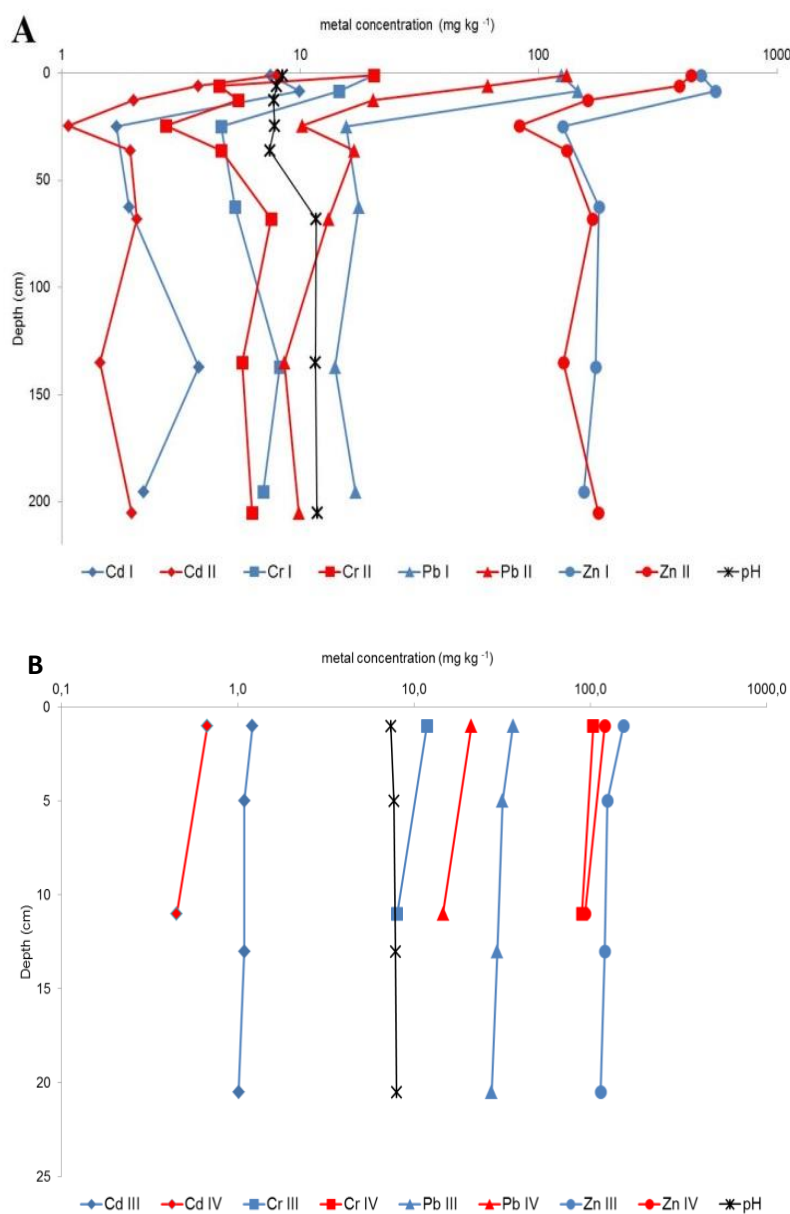 A
metal concentration (mg kg -1)
1 10 100 1000
0
50
100
150
200
Depth (cm)
Cd I Cd II Cr I Cr II Pb I Pb II Zn I Zn II pH
B
metal concentration (mg kg -1)
0,1 1,0 10,0 100,0 1000,0
0
5
10
15
20
25
Depth (cm)
Cd III Cd IV Cr III Cr IV Pb III Pb IV Zn III Zn IV pH